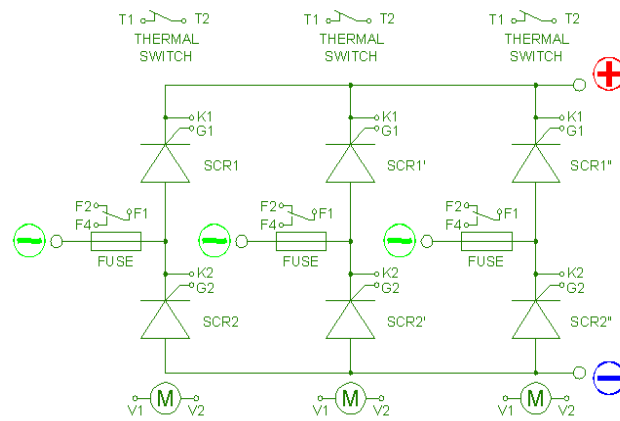 T1 T2 T1 T2 T1 T2
THERMAL SWITCH THERMAL SWITCH THERMAL SWITCH
+
K1 K1 K1
G1 G1 G1
SCR1 SCR1' SCR1"
F2 F1 F2 F1 F2 F1
F4 F4 F4
FUSE FUSE FUSE
K2 K2 K2
G2 G2 G2
SCR2 SCR2' SCR2"
M M M
V1 V2 V1 V2 V1 V2